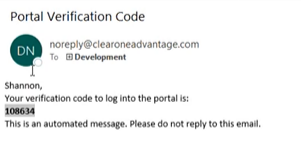 Portal Verification Code
DN
noreply@clearoneadvantage.com
To Development
Shannon,
Your verification code to log into the portal is:
108634
This is an automated message. Please do not reply to this email.